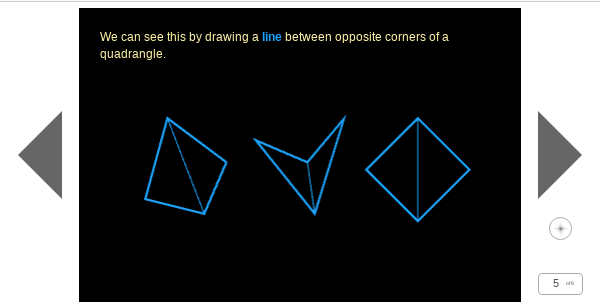 We can see this by drawing a line between opposite corners of a
quadrangle.
5 of 8